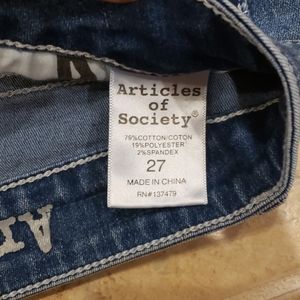 Articles
of
Society®
79%COTTON/COTON
19%POLYESTER
2%SPANDEX
27
MADE IN CHINA
RN#137479